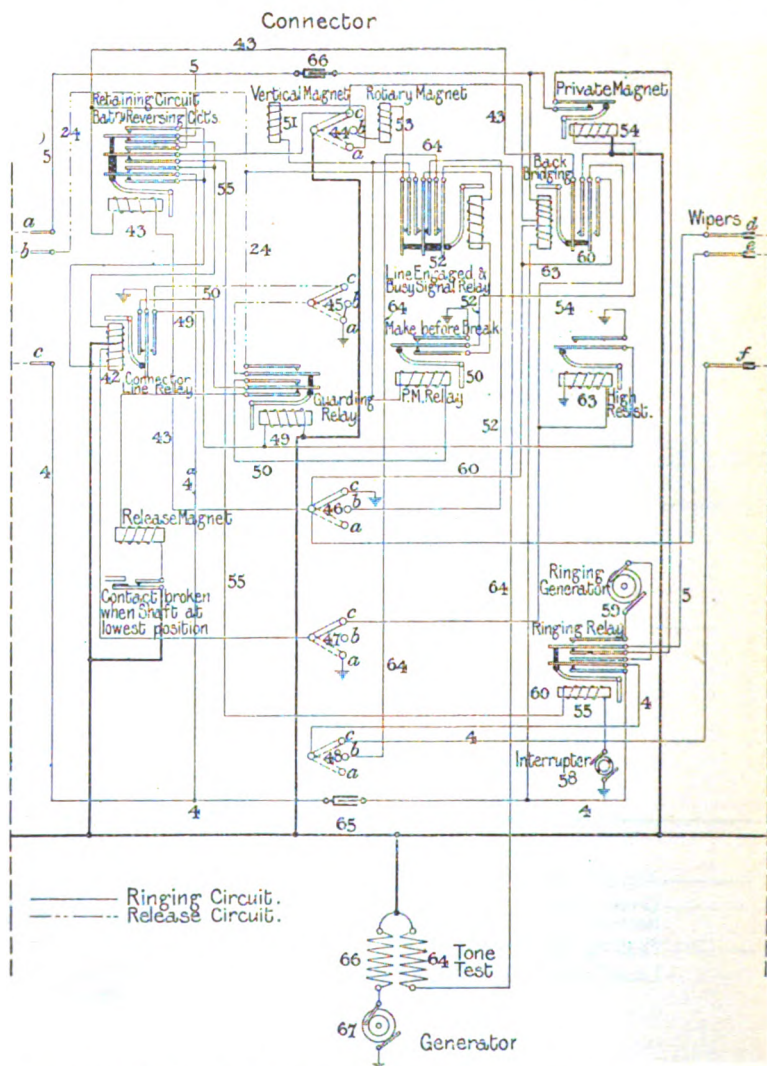 Connector
43
66
5
Retaining Circuit
Baty Reversing Ccts.
Vertical Magnet
Rotary Magnet
Private Magnet
24
51
44
c
b
a
53
43
54
5
64
55
Back
Bridging
a
b
43
24
52
60
Wipers
d
e
Line Engaged &
Busy Signal Relay
63
50
49
c
45
b
a
64
52
Make before Break
54
42
Connector
Line Relay
50
f
c
Guarding
Relay
P.M. Relay
63
High
Resist.
49
52
43
a
4
50
60
4
c
46
b
a
Release Magnet
55
Ringing
Generator
64
5
59
Contact broken
when Shaft at
lowest position
c
47
b
a
Ringing Relay
64
60
55
4
c
48
b
a
4
Interrupter
58
4
65
4
Ringing Circuit.
Release Circuit.
66
64
Tone
Test
67
Generator